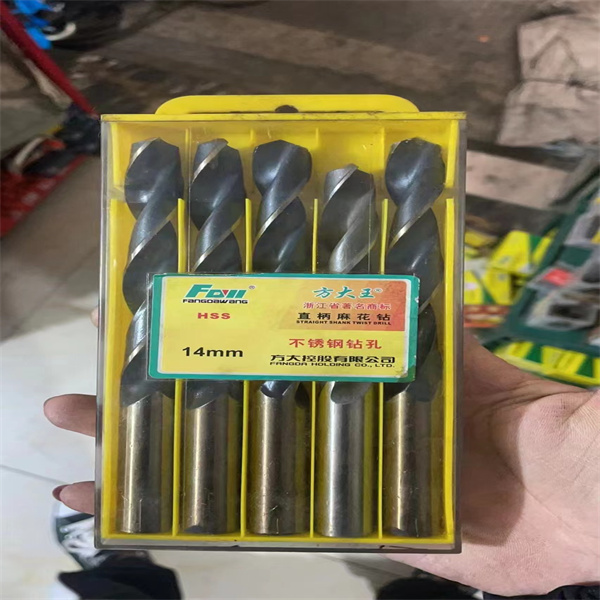 FDW
FANGDAWANG
HSS
14mm
方大王®
浙江省著名商标
直柄麻花钻
STRAIGHT SHANK TWIST DRILL
不锈钢钻孔
方大控股有限公司
FANGDA HOLDING CO., LTD.